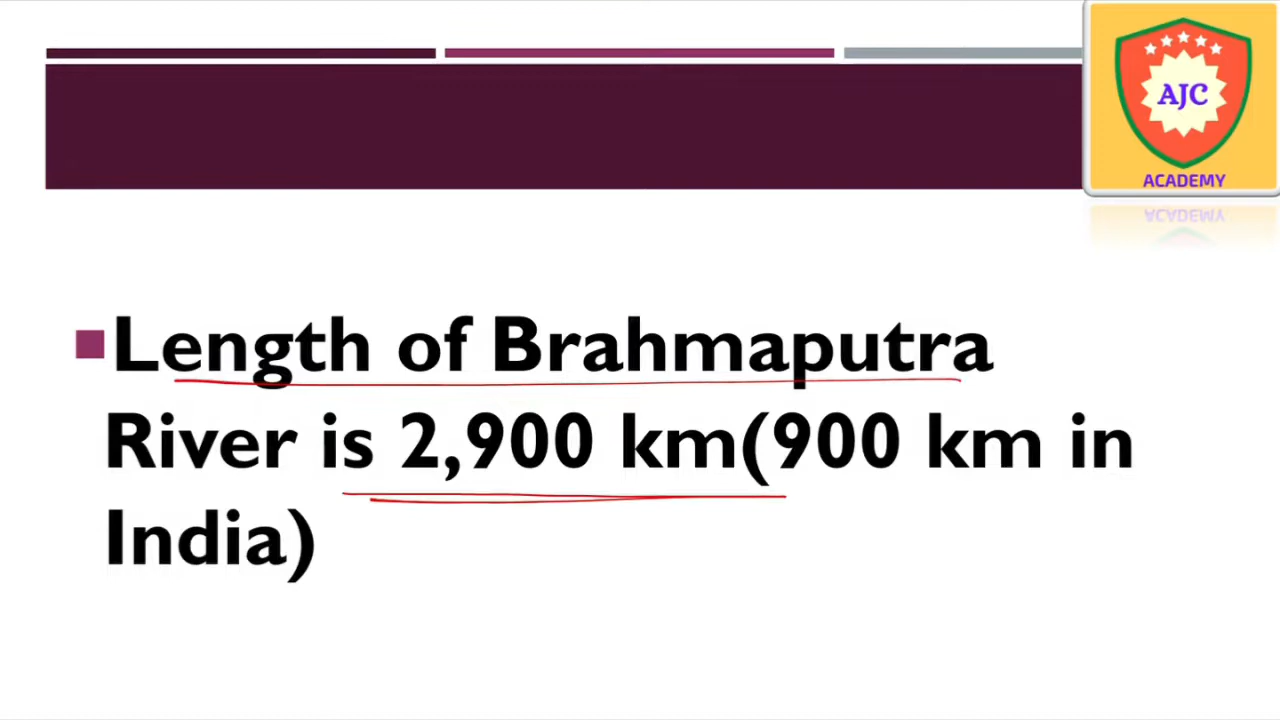 AJC
ACADEMY
Length of Brahmaputra
River is 2,900 km(900 km in
India)